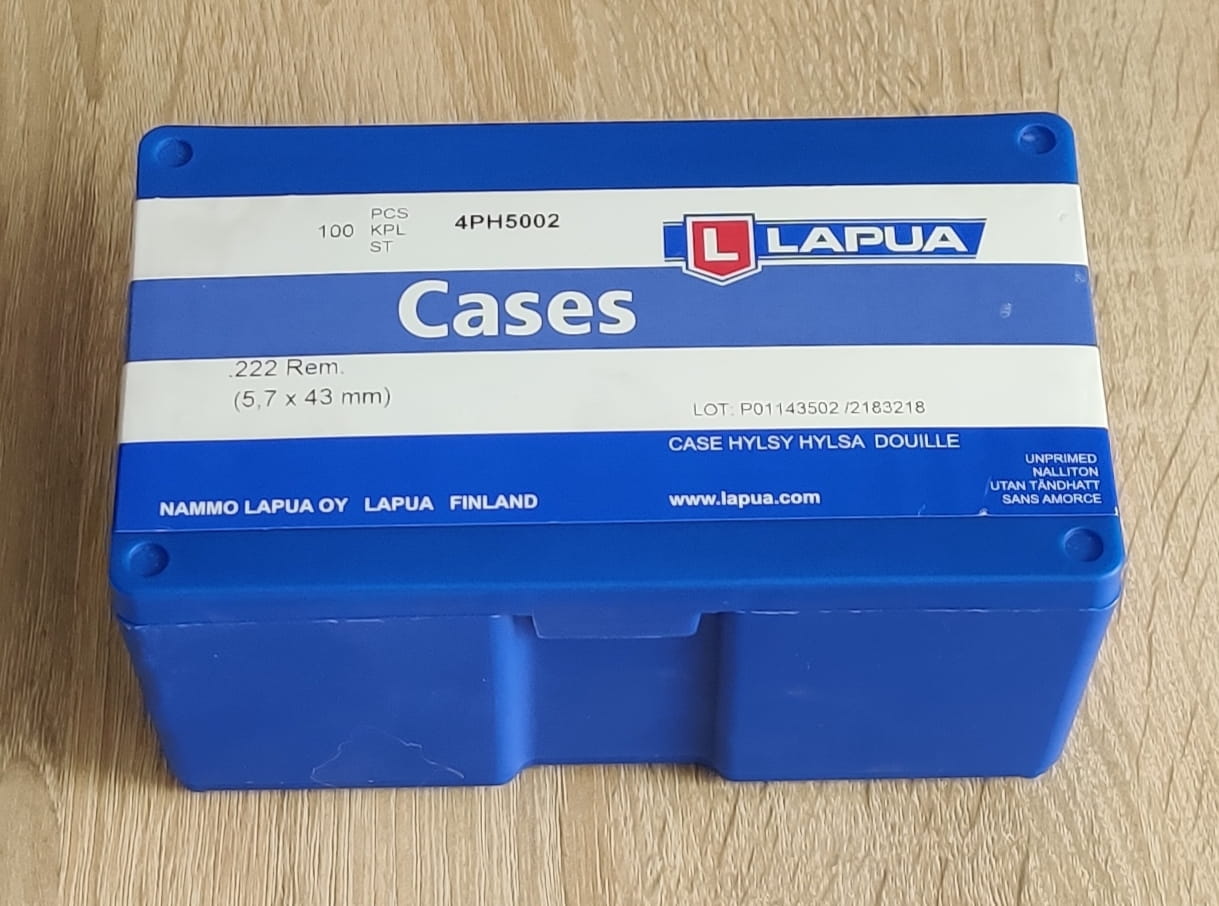 100 PCS KPL ST 4PH5002
L LAPUA
Cases
.222 Rem.
(5,7 x 43 mm)
LOT: P01143502 /2183218
CASE HYLSY HYLSA DOUILLE
UNPRIMED
NALLITON
UTAN TÄNDHATT
SANS AMORCE
NAMMO LAPUA OY LAPUA FINLAND
www.lapua.com